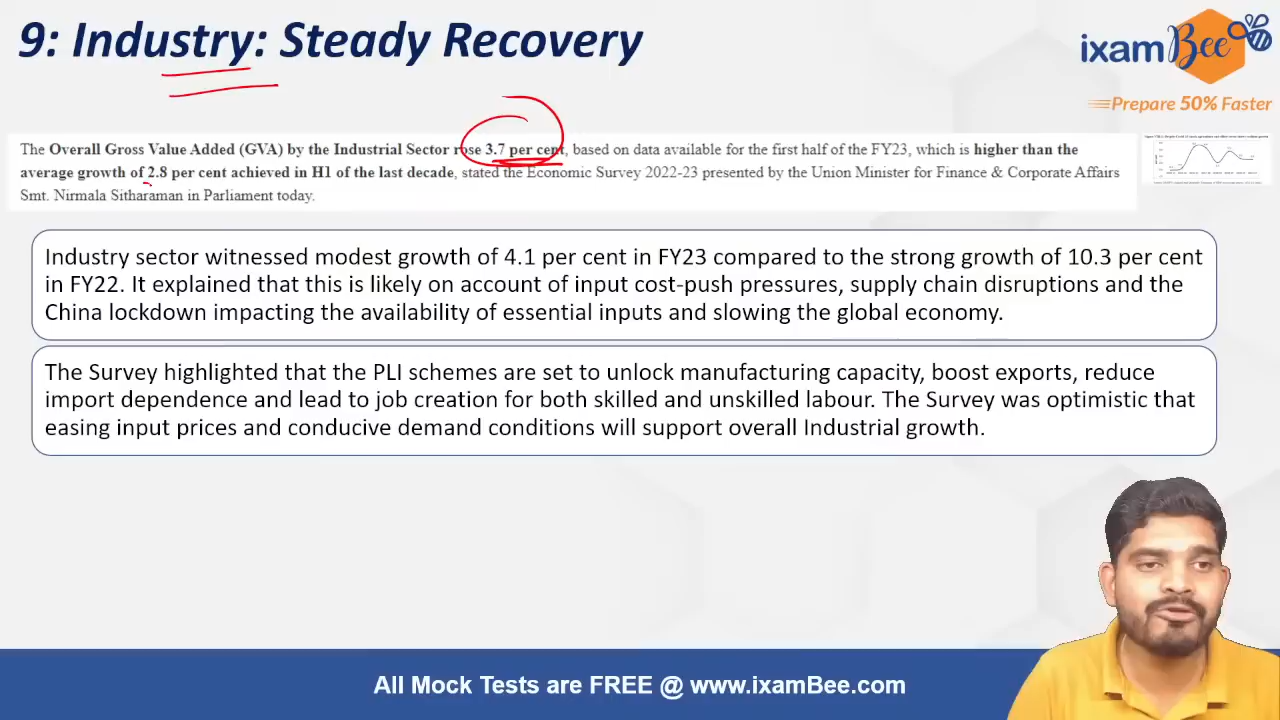 9: Industry: Steady Recovery
ixamBee
Prepare 50% Faster
The Overall Gross Value Added (GVA) by the Industrial Sector rose 3.7 per cent, based on data available for the first half of the FY23, which is higher than the
average growth of 2.8 per cent achieved in H1 of the last decade, stated the Economic Survey 2022-23 presented by the Union Minister for Finance & Corporate Affairs
Smt. Nirmala Sitharaman in Parliament today.
Industry sector witnessed modest growth of 4.1 per cent in FY23 compared to the strong growth of 10.3 per cent
in FY22. It explained that this is likely on account of input cost-push pressures, supply chain disruptions and the
China lockdown impacting the availability of essential inputs and slowing the global economy.
The Survey highlighted that the PLI schemes are set to unlock manufacturing capacity, boost exports, reduce
import dependence and lead to job creation for both skilled and unskilled labour. The Survey was optimistic that
easing input prices and conducive demand conditions will support overall Industrial growth.
All Mock Tests are FREE @ www.ixamBee.com